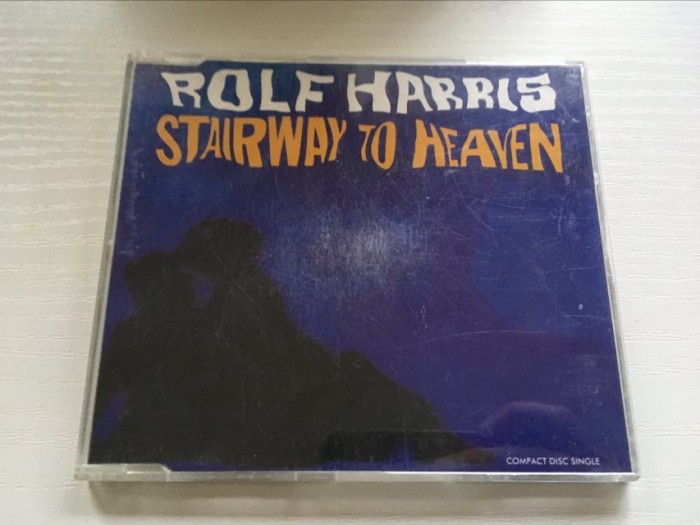 ROLF HARRIS
STAIRWAY TO HEAVEN
COMPACT DISC SINGLE